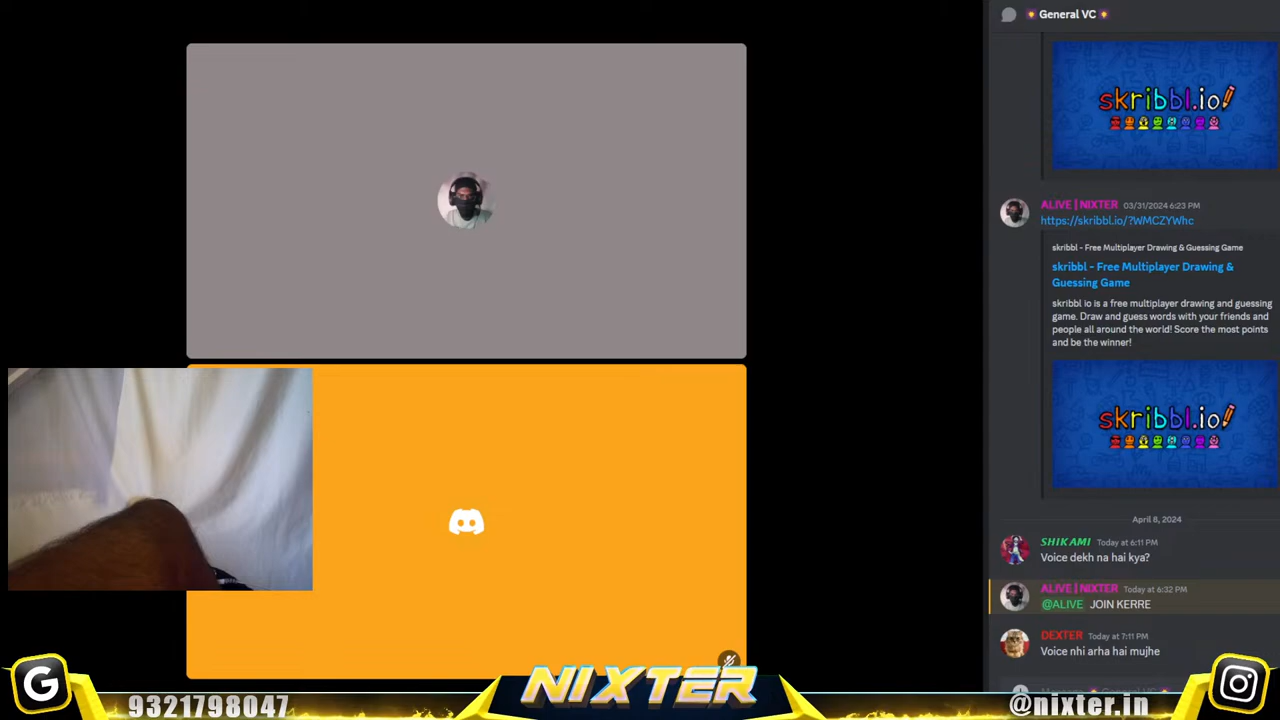 General VC
skribbl.io
ALIVE | NIXTER 03/31/2024 6:23 PM
https://skribbl.io/?WMCZYWhc
skribbl - Free Multiplayer Drawing & Guessing Game
skribbl - Free Multiplayer Drawing &
Guessing Game
skribbl io is a free multiplayer drawing and guessing
game. Draw and guess words with your friends and
people all around the world! Score the most points
and be the winner!
skribbl.io
April 8, 2024
SHIKAMI Today at 6:11 PM
Voice dekh na hai kya?
ALIVE | NIXTER Today at 6:32 PM
@ALIVE JOIN KERRE
DEXTER Today at 7:11 PM
Voice nhi arha hai mujhe
General VC
G
9321798047
NIXTER
@nixter.in